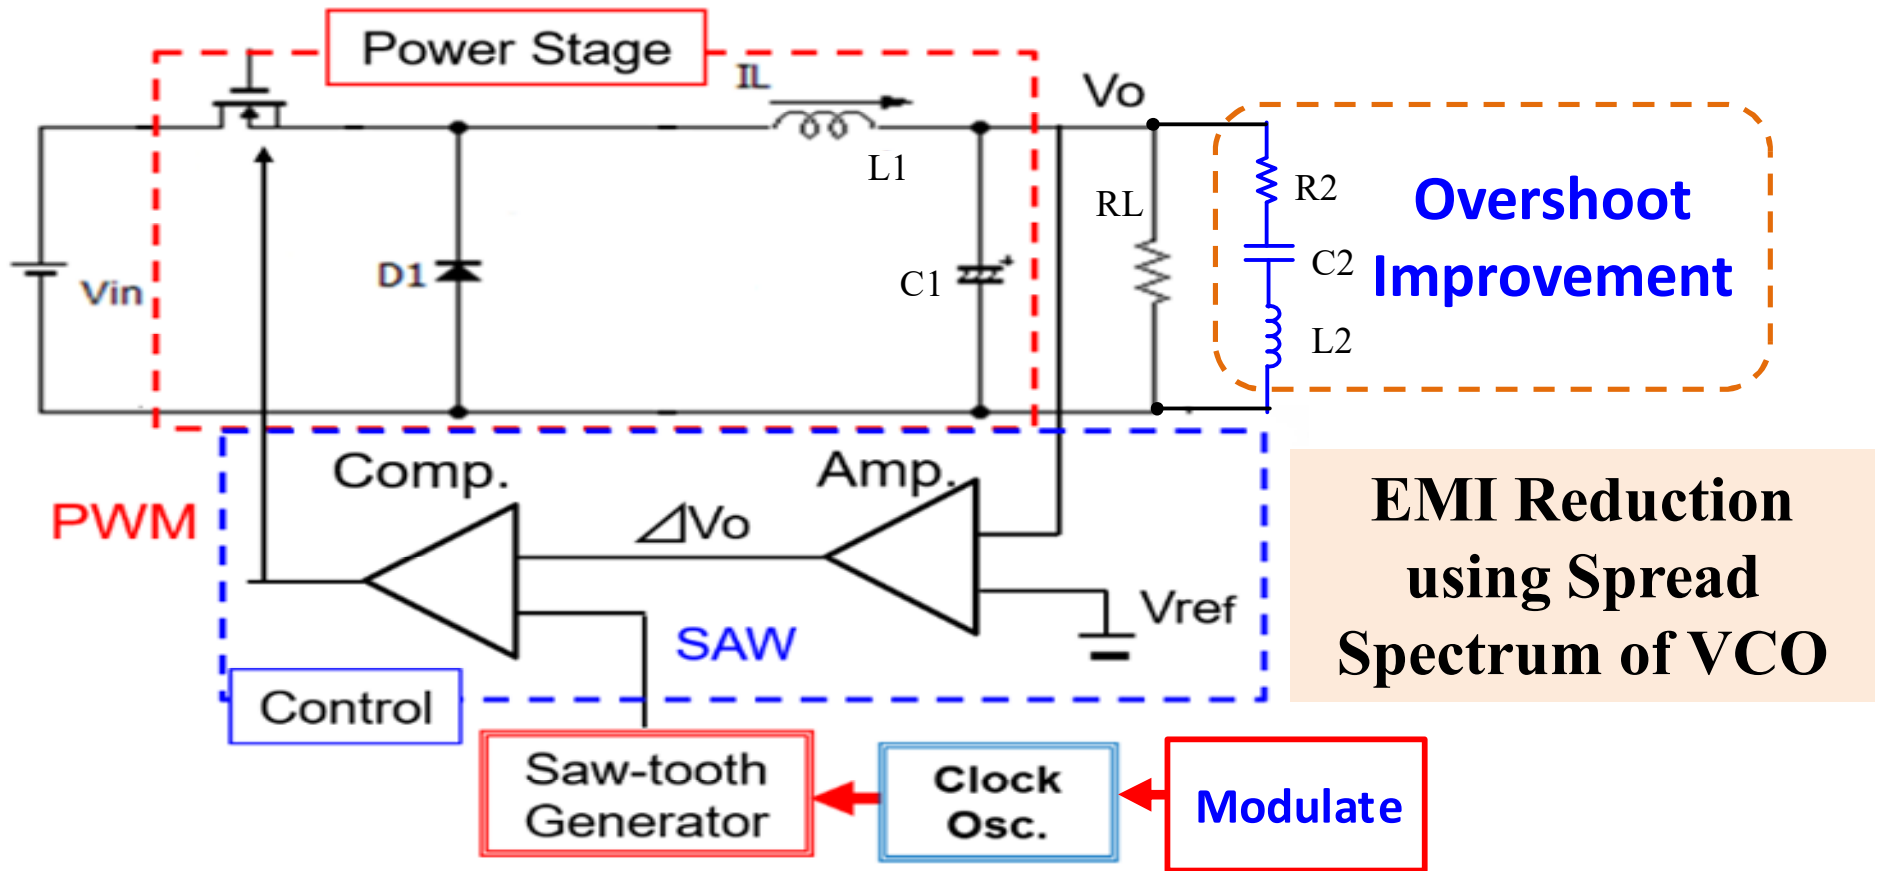 Power Stage
IL
Vo
L1
R2
Overshoot
Improvement
RL
C2
D1
C1
Vin
L2
Comp.
Amp.
PWM
⊿Vo
EMI Reduction
using Spread
Spectrum of VCO
Vref
SAW
Control
Saw-tooth
Generator
Clock
Osc.
Modulate